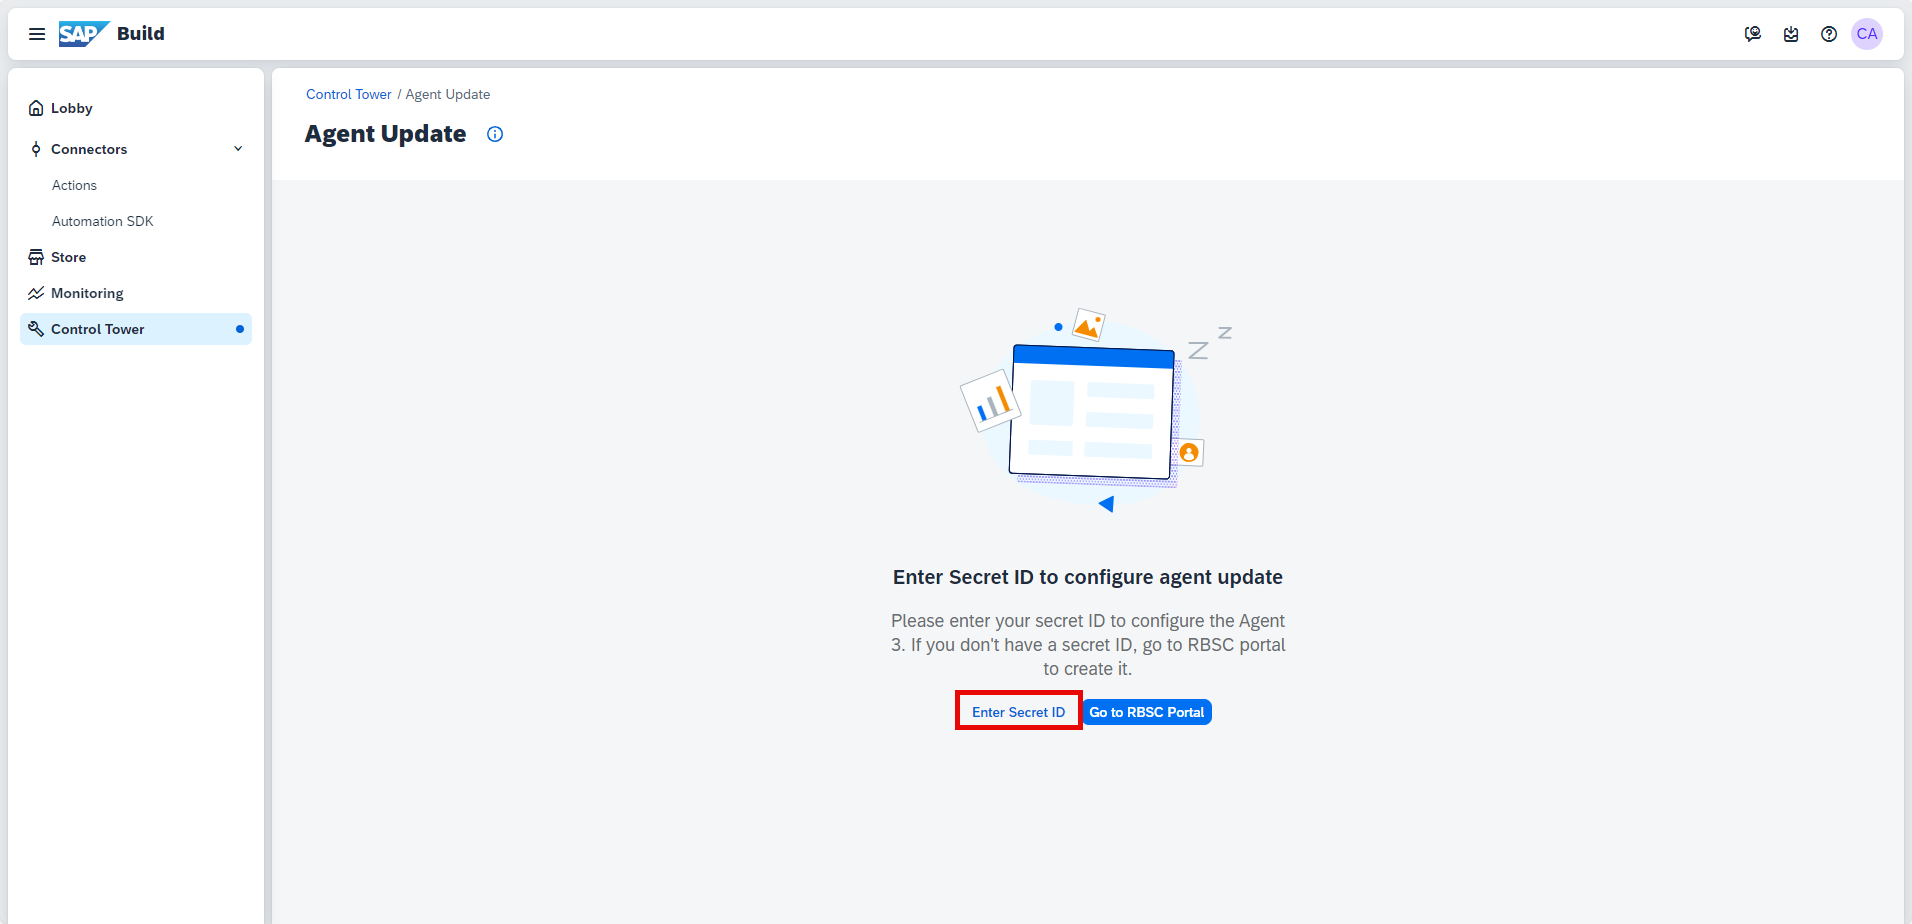 SAP Build
CA
Lobby
Connectors
Actions
Automation SDK
Store
Monitoring
Control Tower
Control Tower / Agent Update
Agent Update
Z z
Enter Secret ID to configure agent update
Please enter your secret ID to configure the Agent
3. If you don't have a secret ID, go to RBSC portal
to create it.
Enter Secret ID Go to RBSC Portal